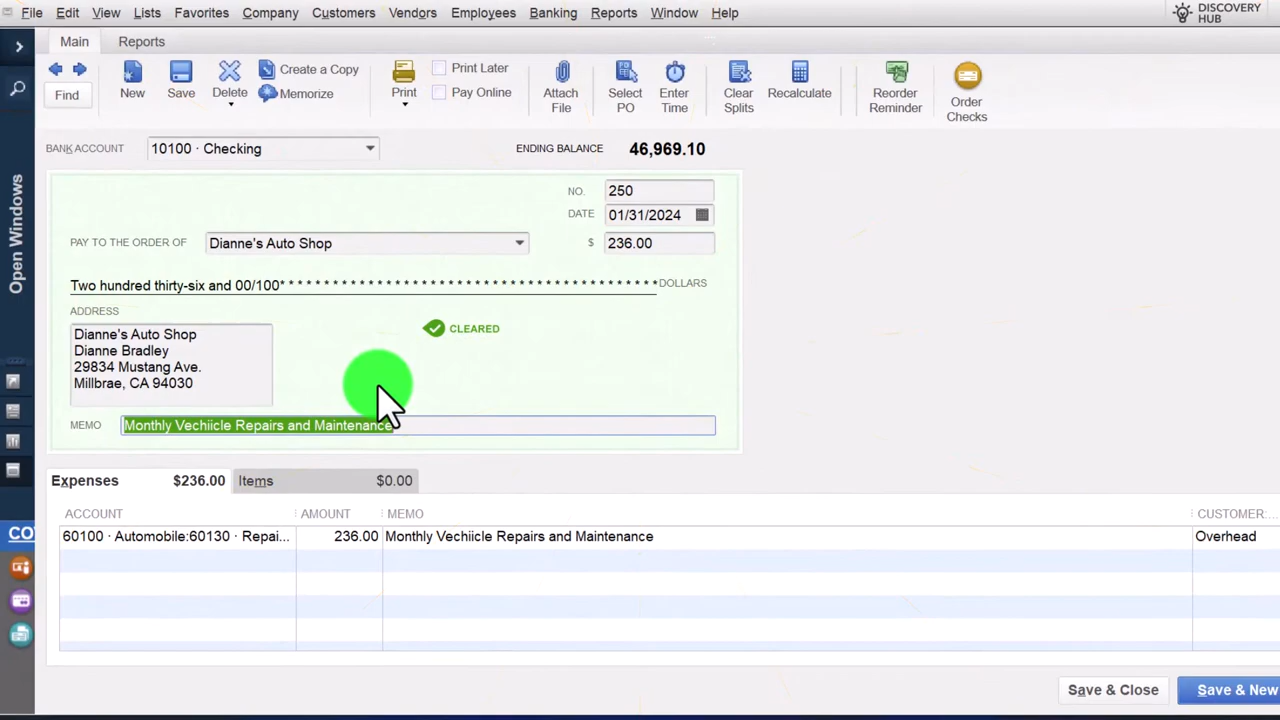 File Edit View Lists Favorites Company Customers Vendors Employees Banking Reports Window Help
DISCOVERY
HUB
Main Reports
Find
New
Save
Delete
Create a Copy
Memorize
Print
Print Later
Pay Online
Attach
File
Select
PO
Enter
Time
Clear
Splits
Recalculate
Reorder
Reminder
Order
Checks
BANK ACCOUNT 10100 · Checking ENDING BALANCE 46,969.10
NO. 250
DATE 01/31/2024
PAY TO THE ORDER OF Dianne's Auto Shop $ 236.00
Two hundred thirty-six and 00/100* * * * * * * * * * * * * * * * * * * * * * * * * * * * * * * * * * * * * * * * * DOLLARS
ADDRESS
Dianne's Auto Shop
Dianne Bradley
29834 Mustang Ave.
Millbrae, CA 94030
CLEARED
MEMO Monthly Vechiicle Repairs and Maintenance
Expenses $236.00 Items $0.00
ACCOUNT AMOUNT MEMO CUSTOMER:...
60100 · Automobile:60130 · Repai... 236.00 Monthly Vechiicle Repairs and Maintenance Overhead
Save & Close Save & New
Open Windows